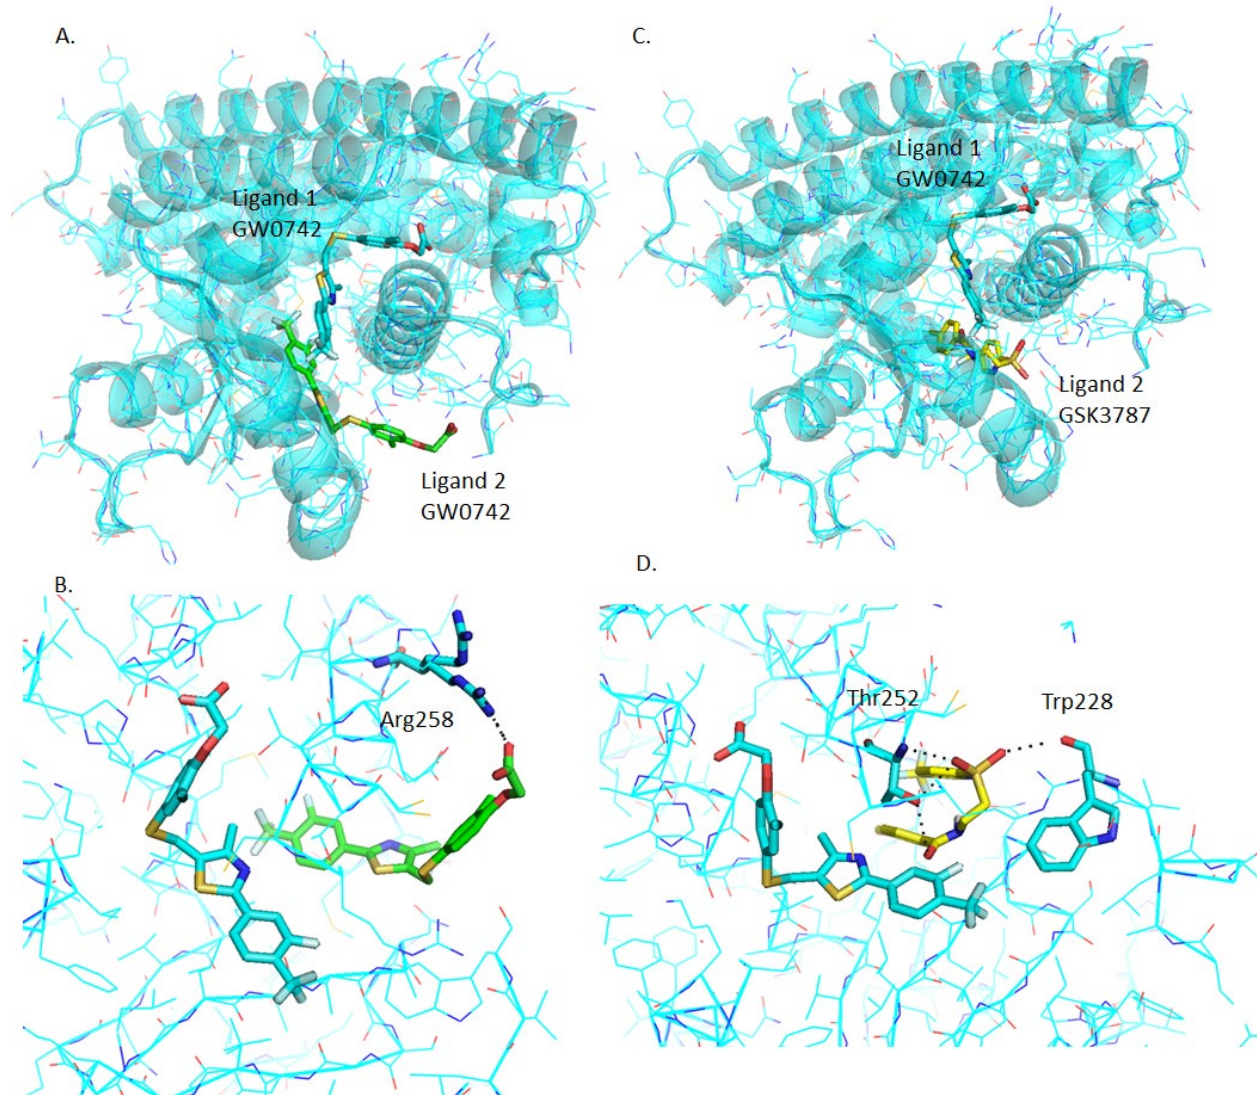 A.
Ligand 1
GW0742
Ligand 2
GW0742
C.
Ligand 1
GW0742
Ligand 2
GSK3787
B.
Arg258
D.
Thr252
Trp228